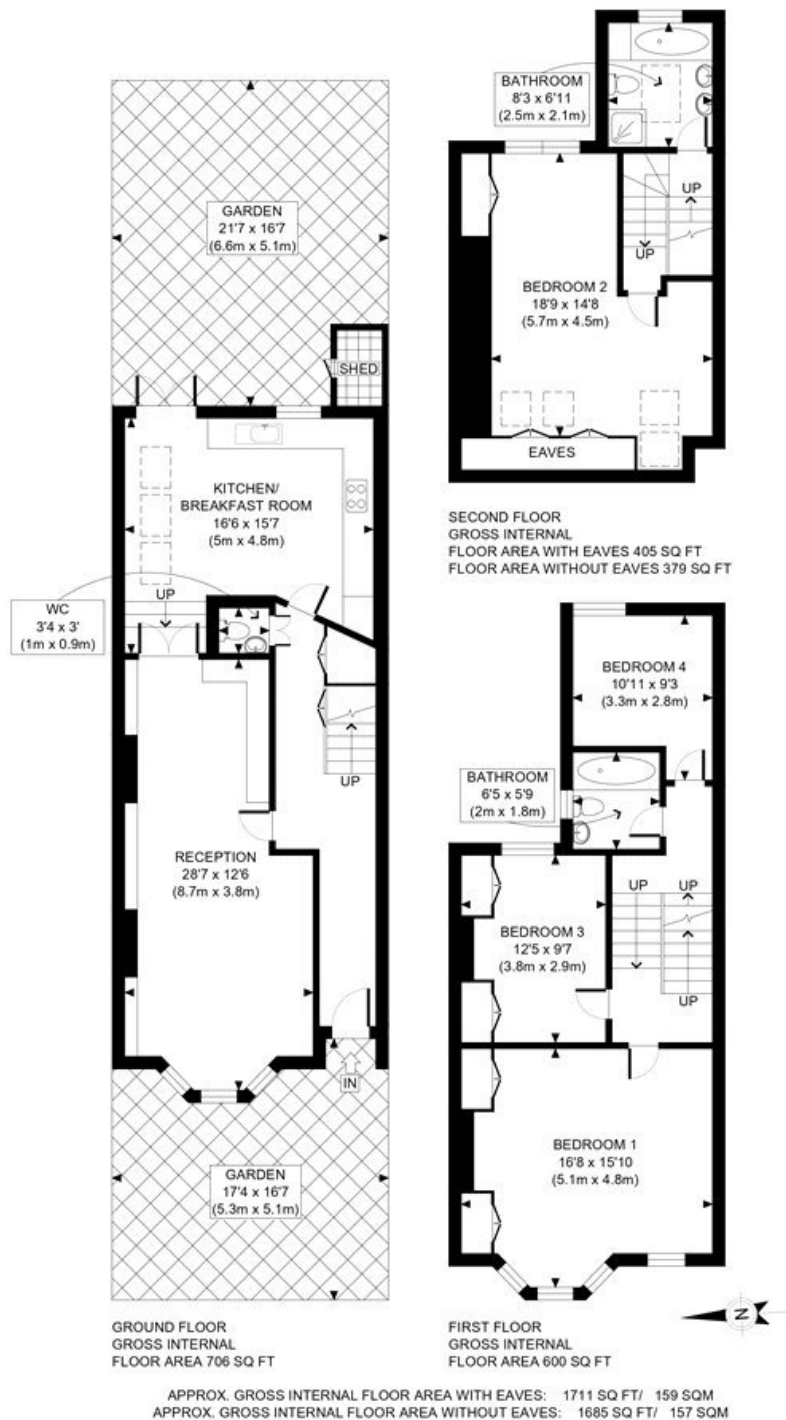 BATHROOM
8'3 x 6'11
(2.5m x 2.1m)
UP
UP
BEDROOM 2
18'9 x 14'8
(5.7m x 4.5m)
EAVES
SECOND FLOOR
GROSS INTERNAL
FLOOR AREA WITH EAVES 405 SQ FT
FLOOR AREA WITHOUT EAVES 379 SQ FT
GARDEN
21'7 x 16'7
(6.6m x 5.1m)
SHED
KITCHEN/
BREAKFAST ROOM
16'6 x 15'7
(5m x 4.8m)
UP
WC
3'4 x 3'
(1m x 0.9m)
UP
RECEPTION
28'7 x 12'6
(8.7m x 3.8m)
IN
GARDEN
17'4 x 16'7
(5.3m x 5.1m)
GROUND FLOOR
GROSS INTERNAL
FLOOR AREA 706 SQ FT
BEDROOM 4
10'11 x 9'3
(3.3m x 2.8m)
BATHROOM
6'5 x 5'9
(2m x 1.8m)
UP
UP
UP
BEDROOM 3
12'5 x 9'7
(3.8m x 2.9m)
BEDROOM 1
16'8 x 15'10
(5.1m x 4.8m)
N
FIRST FLOOR
GROSS INTERNAL
FLOOR AREA 600 SQ FT
APPROX. GROSS INTERNAL FLOOR AREA WITH EAVES: 1711 SQ FT/ 159 SQM
APPROX. GROSS INTERNAL FLOOR AREA WITHOUT EAVES: 1685 SQ FT/ 157 SQM